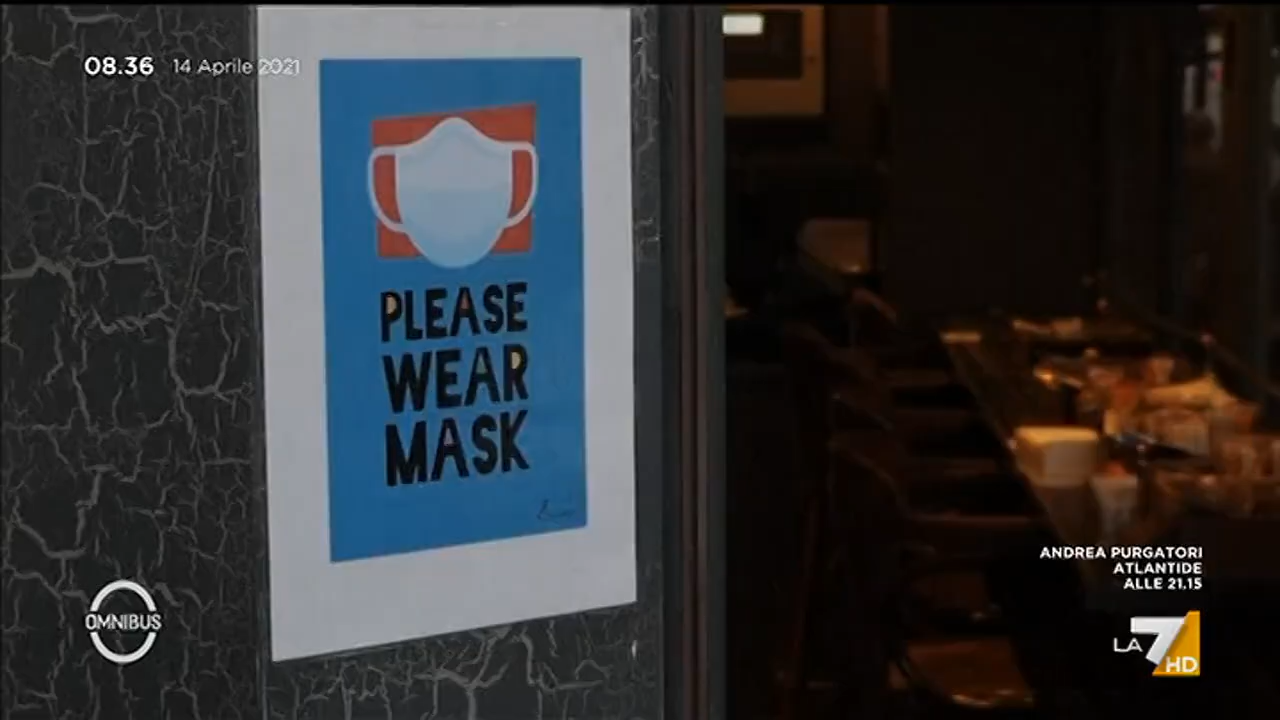 08.36 14 Aprile 2021
PLEASE
WEAR
MASK
ANDREA PURGATORI
ATLANTIDE
ALLE 21.15
OMNIBUS
LA7
HD